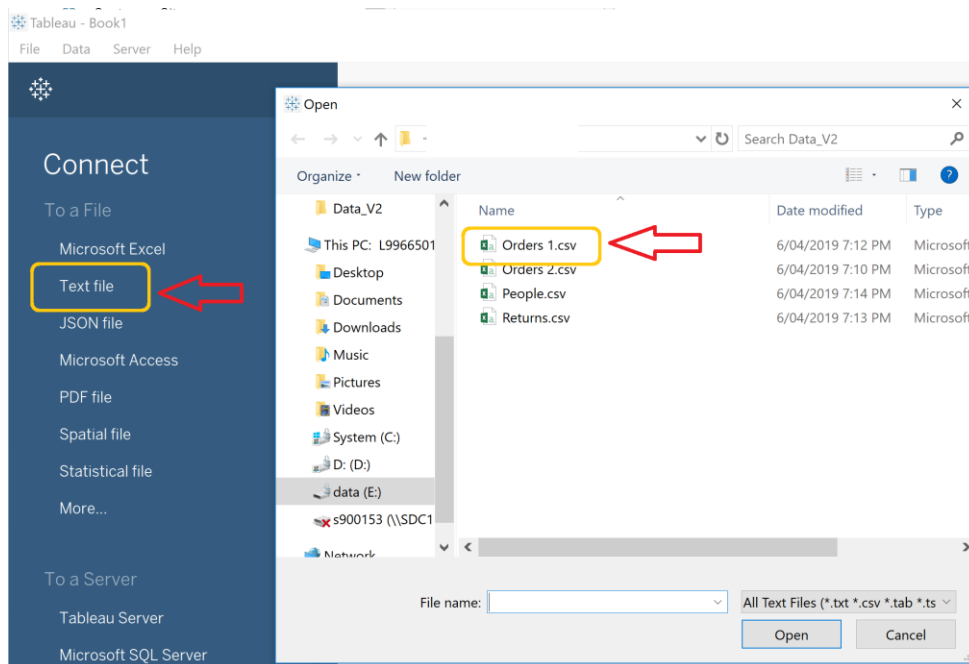 Tableau - Book1
File Data Server Help
Connect
To a File
Microsoft Excel
Text file
JSON file
Microsoft Access
PDF file
Spatial file
Statistical file
More...
To a Server
Tableau Server
Microsoft SQL Server
Open
Search Data_V2
Organize New folder
Data_V2
This PC: L9966501
Desktop
Documents
Downloads
Music
Pictures
Videos
System (C:)
D: (D:)
data (E:)
s900153 (\\SDC1
Network
Name Date modified Type
Orders 1.csv 6/04/2019 7:12 PM Microsoft
Orders 2.csv 6/04/2019 7:10 PM Microsoft
People.csv 6/04/2019 7:14 PM Microsoft
Returns.csv 6/04/2019 7:13 PM Microsoft
File name: All Text Files (*.txt *.csv *.tab *.ts
Open Cancel